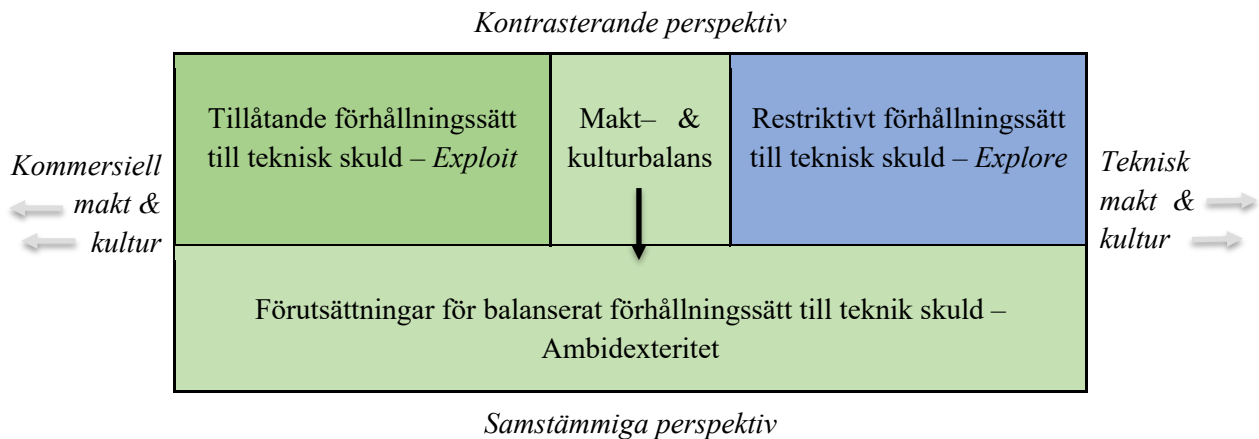 Kontrasterande perspektiv
Tillåtande förhållningssätt
till teknisk skuld – Exploit
Makt– &
kulturbalans
Restriktivt förhållningssätt
till teknisk skuld – Explore
Kommersiell
makt &
kultur
Teknisk
makt &
kultur
Förutsättningar för balanserat förhållningssätt till teknik skuld –
Ambidexteritet
Samstämmiga perspektiv